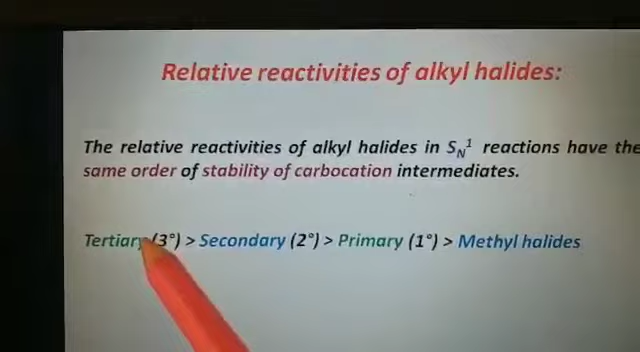 Relative reactivities of alkyl halides:
The relative reactivities of alkyl halides in SN1 reactions have the
same order of stability of carbocation intermediates.
Tertiary (3°) > Secondary (2°) > Primary (1°) > Methyl halides